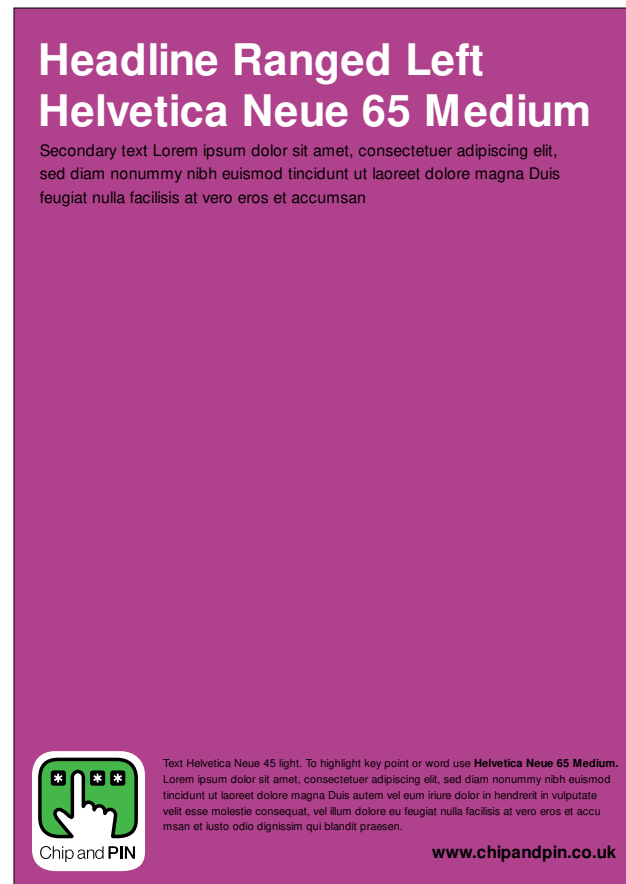 Headline Ranged Left
Helvetica Neue 65 Medium
Secondary text Lorem ipsum dolor sit amet, consectetuer adipiscing elit,
sed diam nonummy nibh euismod tincidunt ut laoreet dolore magna Duis
feugiat nulla facilisis at vero eros et accumsan
* * *
Chip and PIN
Text Helvetica Neue 45 light. To highlight key point or word use Helvetica Neue 65 Medium.
Lorem ipsum dolor sit amet, consectetuer adipiscing elit, sed diam nonummy nibh euismod
tincidunt ut laoreet dolore magna Duis autem vel eum iriure dolor in hendrerit in vulputate
velit esse molestie consequat, vel illum dolore eu feugiat nulla facilisis at vero eros et accu
msan et iusto odio dignissim qui blandit praesen.
www.chipandpin.co.uk